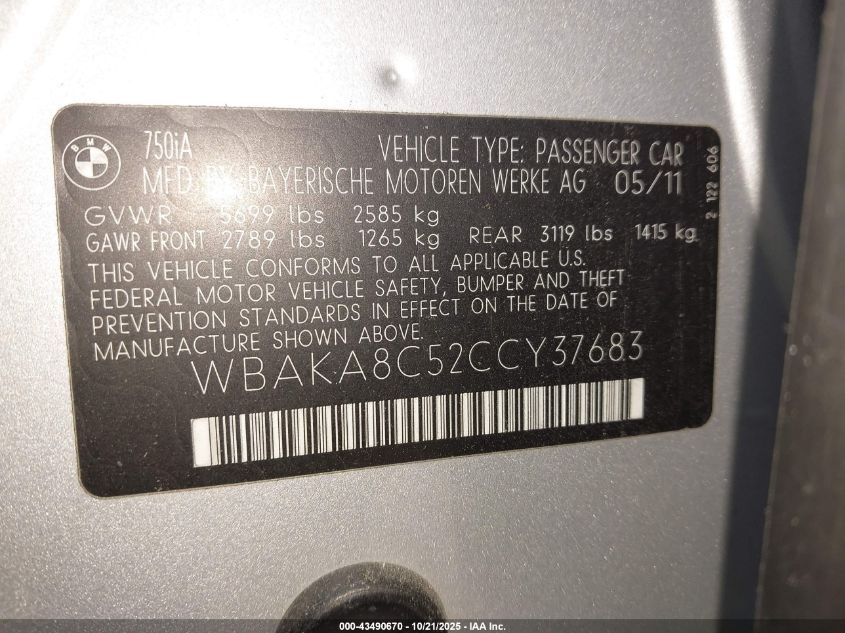 BMW
750iA VEHICLE TYPE: PASSENGER CAR
MFD BY BAYERISCHE MOTOREN WERKE AG 05/11
GVWR 5699 lbs 2585 kg
GAWR FRONT 2789 lbs 1265 kg REAR 3119 lbs 1415 kg
THIS VEHICLE CONFORMS TO ALL APPLICABLE U.S.
FEDERAL MOTOR VEHICLE SAFETY, BUMPER AND THEFT
PREVENTION STANDARDS IN EFFECT ON THE DATE OF
MANUFACTURE SHOWN ABOVE.
WBAKA8C52CCY37683
2 122 606
000-43490670 - 10/21/2025 - IAA Inc.